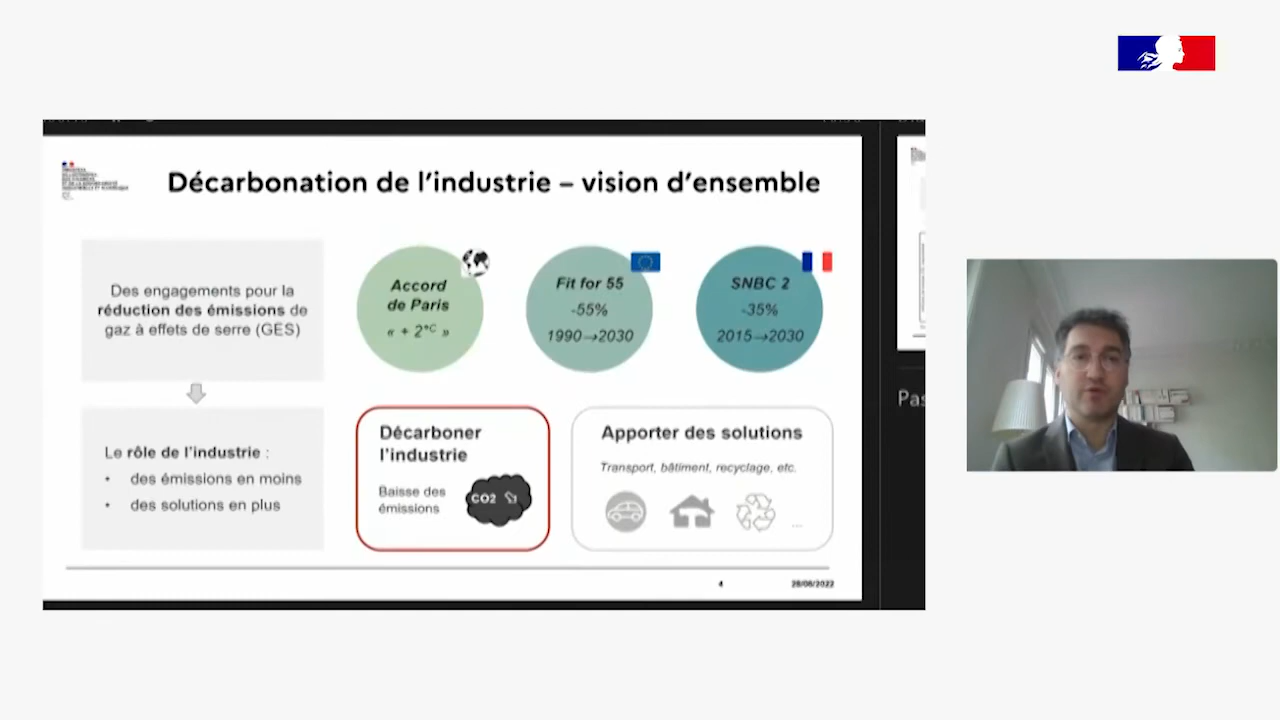 Décarbonation de l’industrie – vision d’ensemble
Des engagements pour la
réduction des émissions de
gaz à effets de serre (GES)
Accord
de Paris
« + 2°C »
Fit for 55
-55%
1990→2030
SNBC 2
-35%
2015→2030
Le rôle de l’industrie :
• des émissions en moins
• des solutions en plus
Décarboner
l’industrie
Baisse des
émissions
CO2
Apporter des solutions
Transport, bâtiment, recyclage, etc.
...
4
28/06/2022
Pas